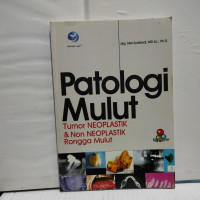 Patologi
Mulut
Tumor NEOPLASTIK
& Non NEOPLASTIK
Rongga Mulut